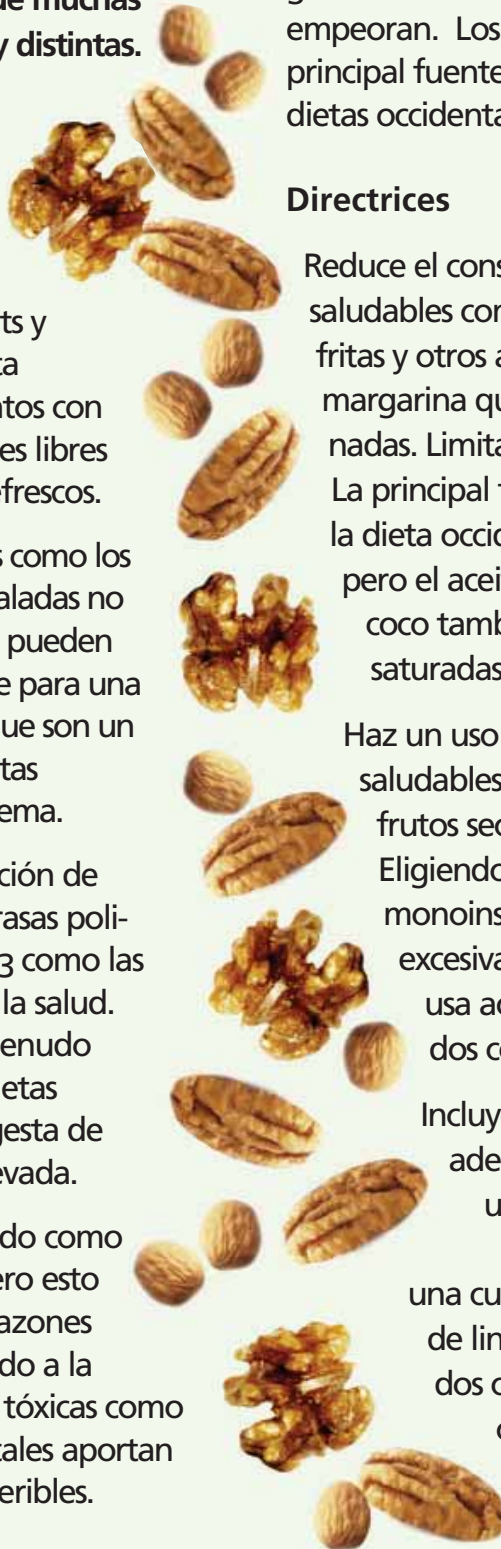 de muchas
y distintas.
ts y
ta
ntos con
es libres
efrescos.
s como los
aladas no
pueden
e para una
ue son un
tas
ema.
ción de
rasas poli-
3 como las
la salud.
enudo
etas
gesta de
evada.
do como
ero esto
azones
do a la
tóxicas como
tales aportan
eribles.
empeoran. Los
principal fuente
dietas occidenta
Directrices
Reduce el cons
saludables con
fritas y otros a
margarina qu
nadas. Limita
La principal
la dieta occid
pero el acei
coco tamb
saturadas
Haz un uso
saludables
frutos sec
Eligiendo
monoins
excesiva
usa ac
dos co
Incluy
ade
u
una cu
de lin
dos c